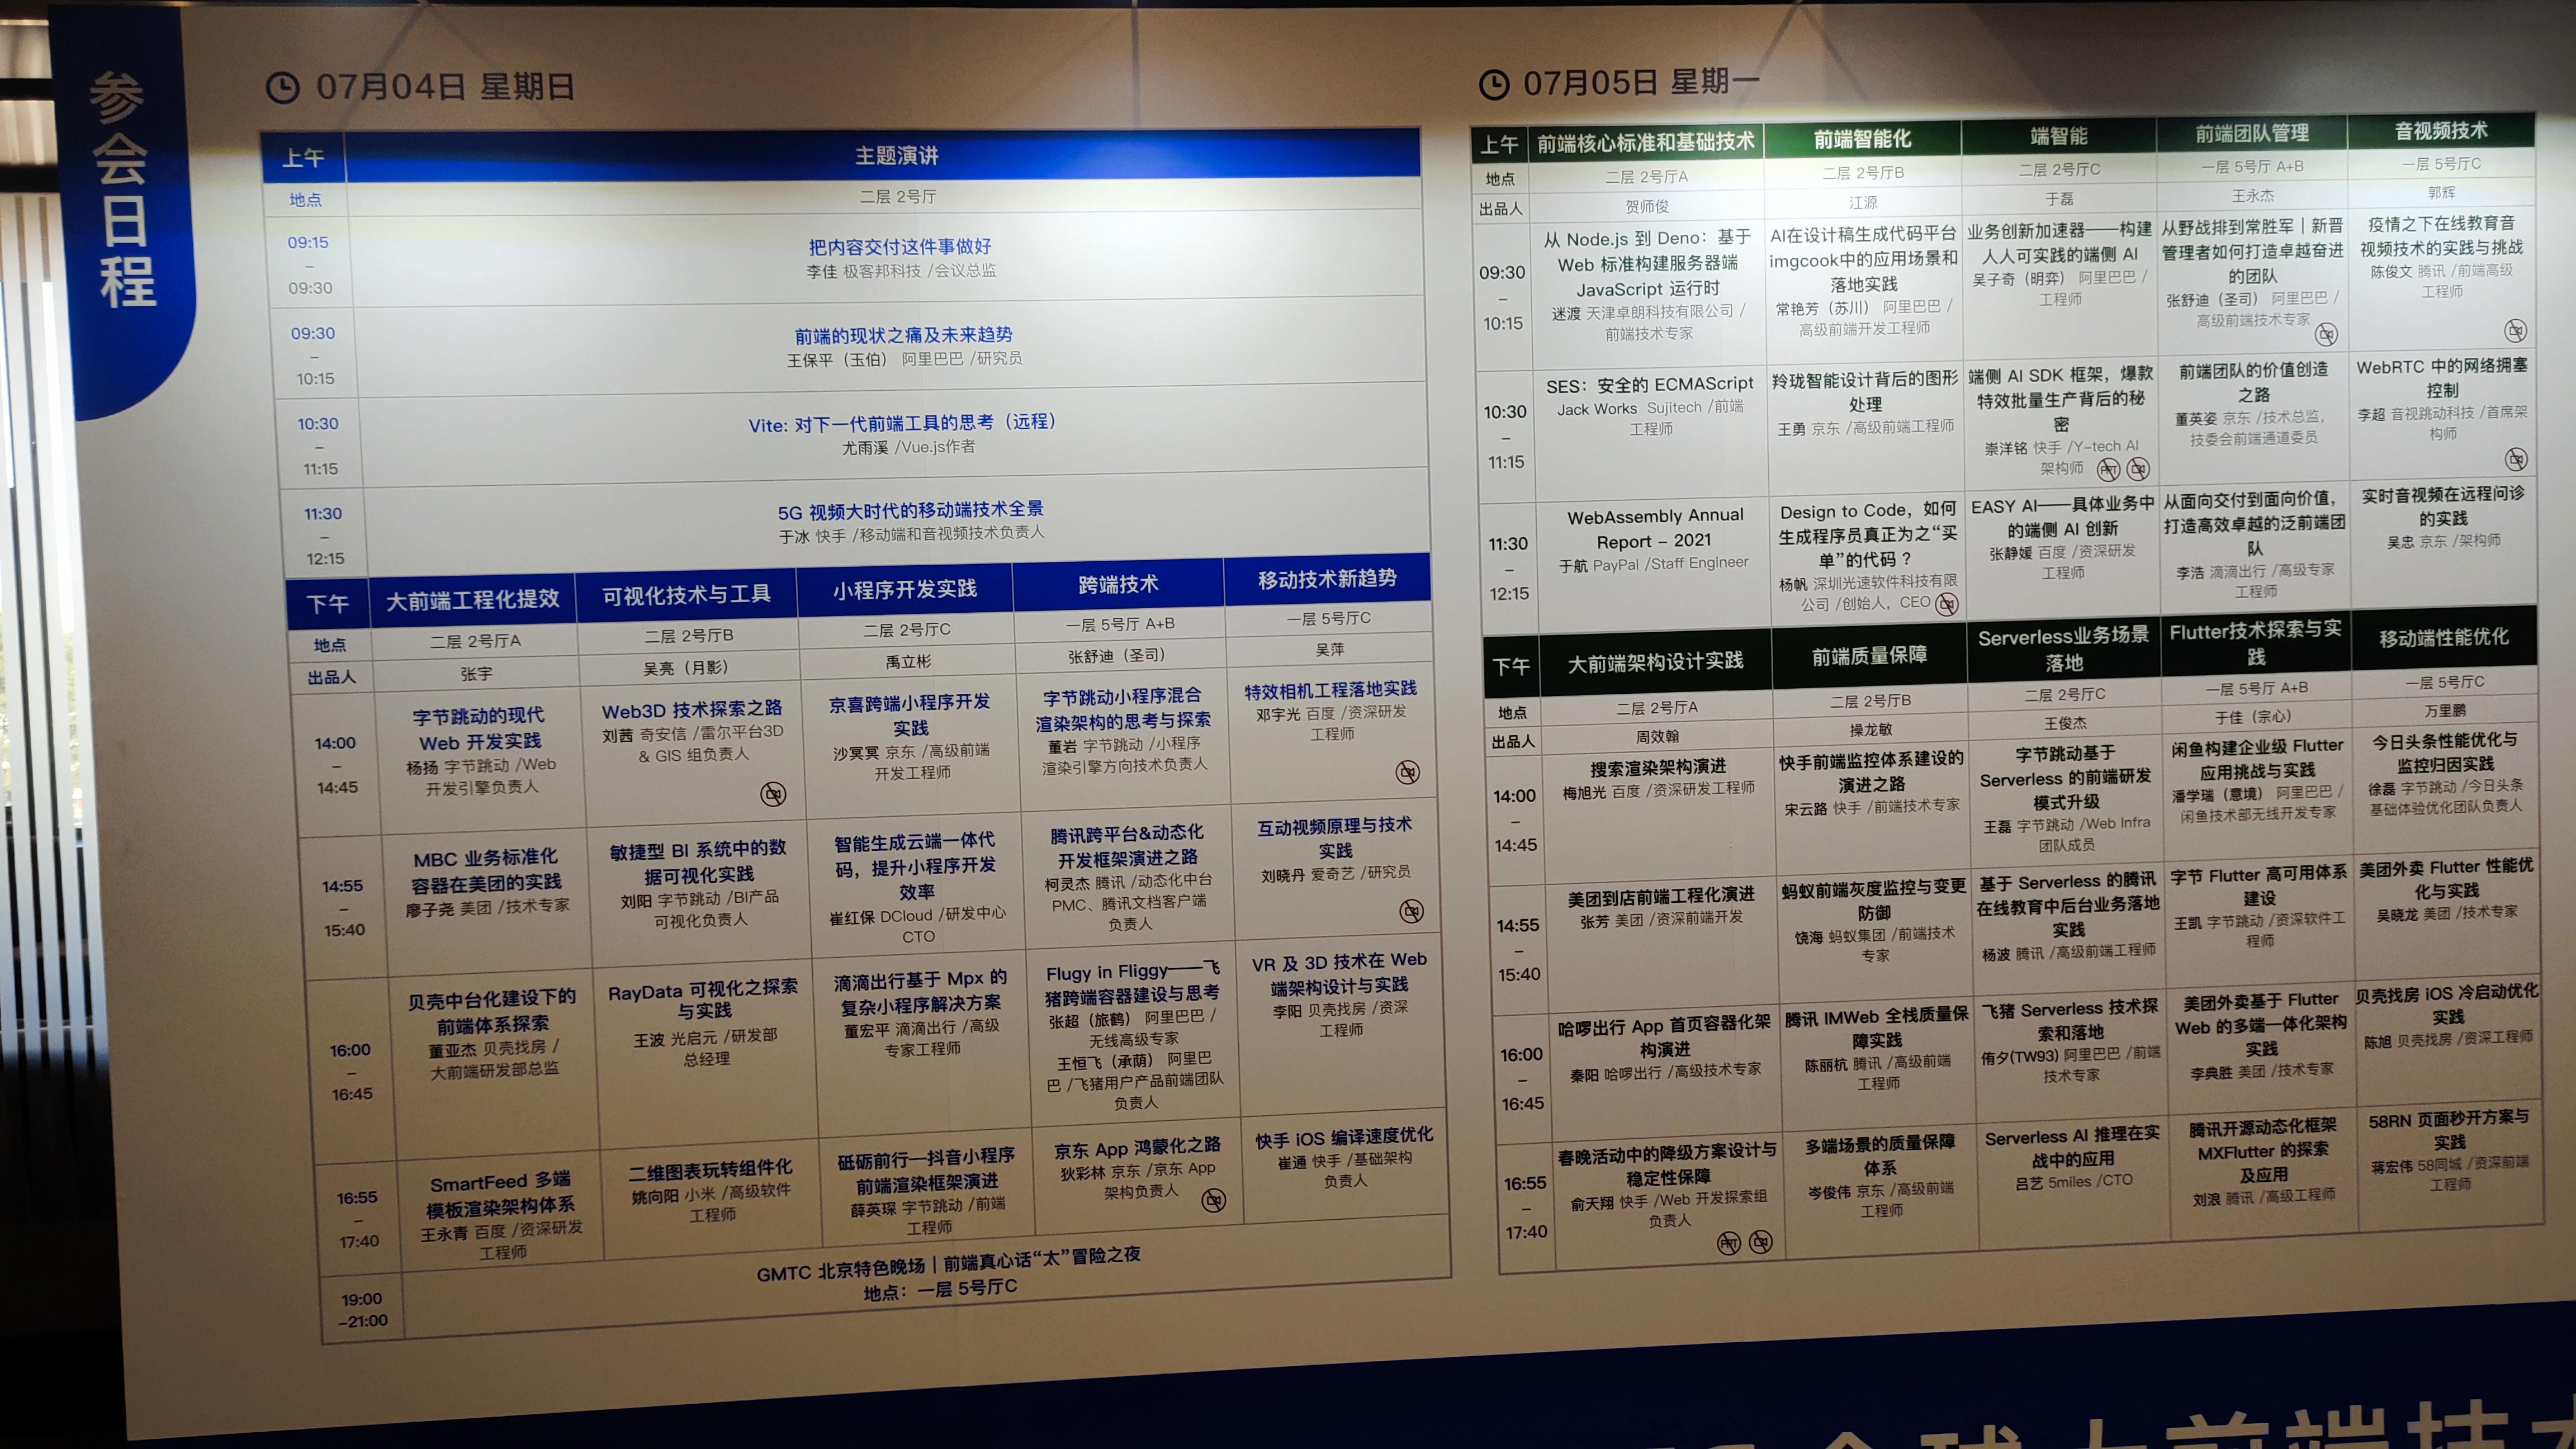 参会日程
07月04日 星期日
上午 主题演讲
地点 二层 2号厅
09:15
–
09:30
把内容交付这件事做好
李佳 极客邦科技 /会议总监
09:30
–
10:15
前端的现状之痛及未来趋势
王保平（玉伯） 阿里巴巴 /研究员
10:30
–
11:15
Vite: 对下一代前端工具的思考（远程）
尤雨溪 /Vue.js作者
11:30
–
12:15
5G 视频大时代的移动端技术全景
于冰 快手 /移动端和音视频技术负责人
下午 大前端工程化提效 可视化技术与工具 小程序开发实践 跨端技术 移动技术新趋势
地点 二层 2号厅A 二层 2号厅B 二层 2号厅C 一层 5号厅 A+B 一层 5号厅C
出品人 张宇 吴亮（月影） 禹立彬 张舒迪（圣司） 吴萍
14:00
–
14:45
字节跳动的现代
Web 开发实践
杨扬 字节跳动 /Web
开发引擎负责人
Web3D 技术探索之路
刘茜 奇安信 /雷尔平台3D
& GIS 组负责人
京喜跨端小程序开发
实践
沙冥冥 京东 /高级前端
开发工程师
字节跳动小程序混合
渲染架构的思考与探索
董岩 字节跳动 /小程序
渲染引擎方向技术负责人
特效相机工程落地实践
邓宇光 百度 /资深研发
工程师
14:55
–
15:40
MBC 业务标准化
容器在美团的实践
廖子尧 美团 /技术专家
敏捷型 BI 系统中的数
据可视化实践
刘阳 字节跳动 /BI产品
可视化负责人
智能生成云端一体代
码，提升小程序开发
效率
崔红保 DCloud /研发中心
CTO
腾讯跨平台&动态化
开发框架演进之路
柯灵杰 腾讯 /动态化中台
PMC、腾讯文档客户端
负责人
互动视频原理与技术
实践
刘晓丹 爱奇艺 /研究员
16:00
–
16:45
贝壳中台化建设下的
前端体系探索
董亚杰 贝壳找房 /
大前端研发部总监
RayData 可视化之探索
与实践
王波 光启元 /研发部
总经理
滴滴出行基于 Mpx 的
复杂小程序解决方案
董宏平 滴滴出行 /高级
专家工程师
Flugy in Fliggy——飞
猪跨端容器建设与思考
张超（旅鹤） 阿里巴巴 /
无线高级专家
王恒飞（承荫） 阿里巴
巴 /飞猪用户产品前端团队
负责人
VR 及 3D 技术在 Web
端架构设计与实践
李阳 贝壳找房 /资深
工程师
16:55
–
17:40
SmartFeed 多端
模板渲染架构体系
王永青 百度 /资深研发
工程师
二维图表玩转组件化
姚向阳 小米 /高级软件
工程师
砥砺前行—抖音小程序
前端渲染框架演进
薛英琛 字节跳动 /前端
工程师
京东 App 鸿蒙化之路
狄彩林 京东 /京东 App
架构负责人
快手 iOS 编译速度优化
崔通 快手 /基础架构
负责人
19:00
–21:00
GMTC 北京特色晚场｜前端真心话“太”冒险之夜
地点：一层 5号厅C
07月05日 星期一
上午 前端核心标准和基础技术 前端智能化 端智能 前端团队管理 音视频技术
地点 二层 2号厅A 二层 2号厅B 二层 2号厅C 一层 5号厅 A+B 一层 5号厅C
出品人 贺师俊 江源 于磊 王永杰 郭辉
09:30
–
10:15
从 Node.js 到 Deno：基于
Web 标准构建服务器端
JavaScript 运行时
迷渡 天津卓朗科技有限公司 /
前端技术专家
AI在设计稿生成代码平台
imgcook中的应用场景和
落地实践
常艳芳（苏川） 阿里巴巴 /
高级前端开发工程师
业务创新加速器——构建
人人可实践的端侧 AI
吴子奇（明弈） 阿里巴巴 /
工程师
从野战排到常胜军｜新晋
管理者如何打造卓越奋进
的团队
张舒迪（圣司） 阿里巴巴 /
高级前端技术专家
疫情之下在线教育音
视频技术的实践与挑战
陈俊文 腾讯 /前端高级
工程师
10:30
–
11:15
SES：安全的 ECMAScript
Jack Works Sujitech /前端
工程师
羚珑智能设计背后的图形
处理
王勇 京东 /高级前端工程师
端侧 AI SDK 框架，爆款
特效批量生产背后的秘
密
崇洋铭 快手 /Y-tech AI
架构师 PPT
前端团队的价值创造
之路
董英姿 京东 /技术总监，
技委会前端通道委员
WebRTC 中的网络拥塞
控制
李超 音视跳动科技 /首席架
构师
11:30
–
12:15
WebAssembly Annual
Report – 2021
于航 PayPal /Staff Engineer
Design to Code，如何
生成程序员真正为之“买
单”的代码 ?
杨帆 深圳光速软件科技有限
公司 /创始人，CEO
EASY AI——具体业务中
的端侧 AI 创新
张静媛 百度 /资深研发
工程师
从面向交付到面向价值，
打造高效卓越的泛前端团
队
李浩 滴滴出行 /高级专家
工程师
实时音视频在远程问诊
的实践
吴忠 京东 /架构师
下午 大前端架构设计实践 前端质量保障 Serverless业务场景
落地 Flutter技术探索与实
践 移动端性能优化
地点 二层 2号厅A 二层 2号厅B 二层 2号厅C 一层 5号厅 A+B 一层 5号厅C
出品人 周效翰 操龙敏 王俊杰 于佳（宗心） 万里鹏
14:00
–
14:45
搜索渲染架构演进
梅旭光 百度 /资深研发工程师
快手前端监控体系建设的
演进之路
宋云路 快手 /前端技术专家
字节跳动基于
Serverless 的前端研发
模式升级
王磊 字节跳动 /Web Infra
团队成员
闲鱼构建企业级 Flutter
应用挑战与实践
潘学瑞（意境） 阿里巴巴 /
闲鱼技术部无线开发专家
今日头条性能优化与
监控归因实践
徐磊 字节跳动 /今日头条
基础体验优化团队负责人
14:55
–
15:40
美团到店前端工程化演进
张芳 美团 /资深前端开发
蚂蚁前端灰度监控与变更
防御
饶海 蚂蚁集团 /前端技术
专家
基于 Serverless 的腾讯
在线教育中后台业务落地
实践
杨波 腾讯 /高级前端工程师
字节 Flutter 高可用体系
建设
王凯 字节跳动 /资深软件工
程师
美团外卖 Flutter 性能优
化与实践
吴晓龙 美团 /技术专家
16:00
–
16:45
哈啰出行 App 首页容器化架
构演进
秦阳 哈啰出行 /高级技术专家
腾讯 IMWeb 全栈质量保
障实践
陈丽杭 腾讯 /高级前端
工程师
飞猪 Serverless 技术探
索和落地
侑夕(TW93) 阿里巴巴 /前端
技术专家
美团外卖基于 Flutter
Web 的多端一体化架构
实践
李典胜 美团 /技术专家
贝壳找房 iOS 冷启动优化
实践
陈旭 贝壳找房 /资深工程师
16:55
–
17:40
春晚活动中的降级方案设计与
稳定性保障
俞天翔 快手 /Web 开发探索组
负责人
PPT
多端场景的质量保障
体系
岑俊伟 京东 /高级前端
工程师
Serverless AI 推理在实
战中的应用
吕艺 5miles /CTO
腾讯开源动态化框架
MXFlutter 的探索
及应用
刘浪 腾讯 /高级工程师
58RN 页面秒开方案与
实践
蒋宏伟 58同城 /资深前端
工程师
全球大前端技